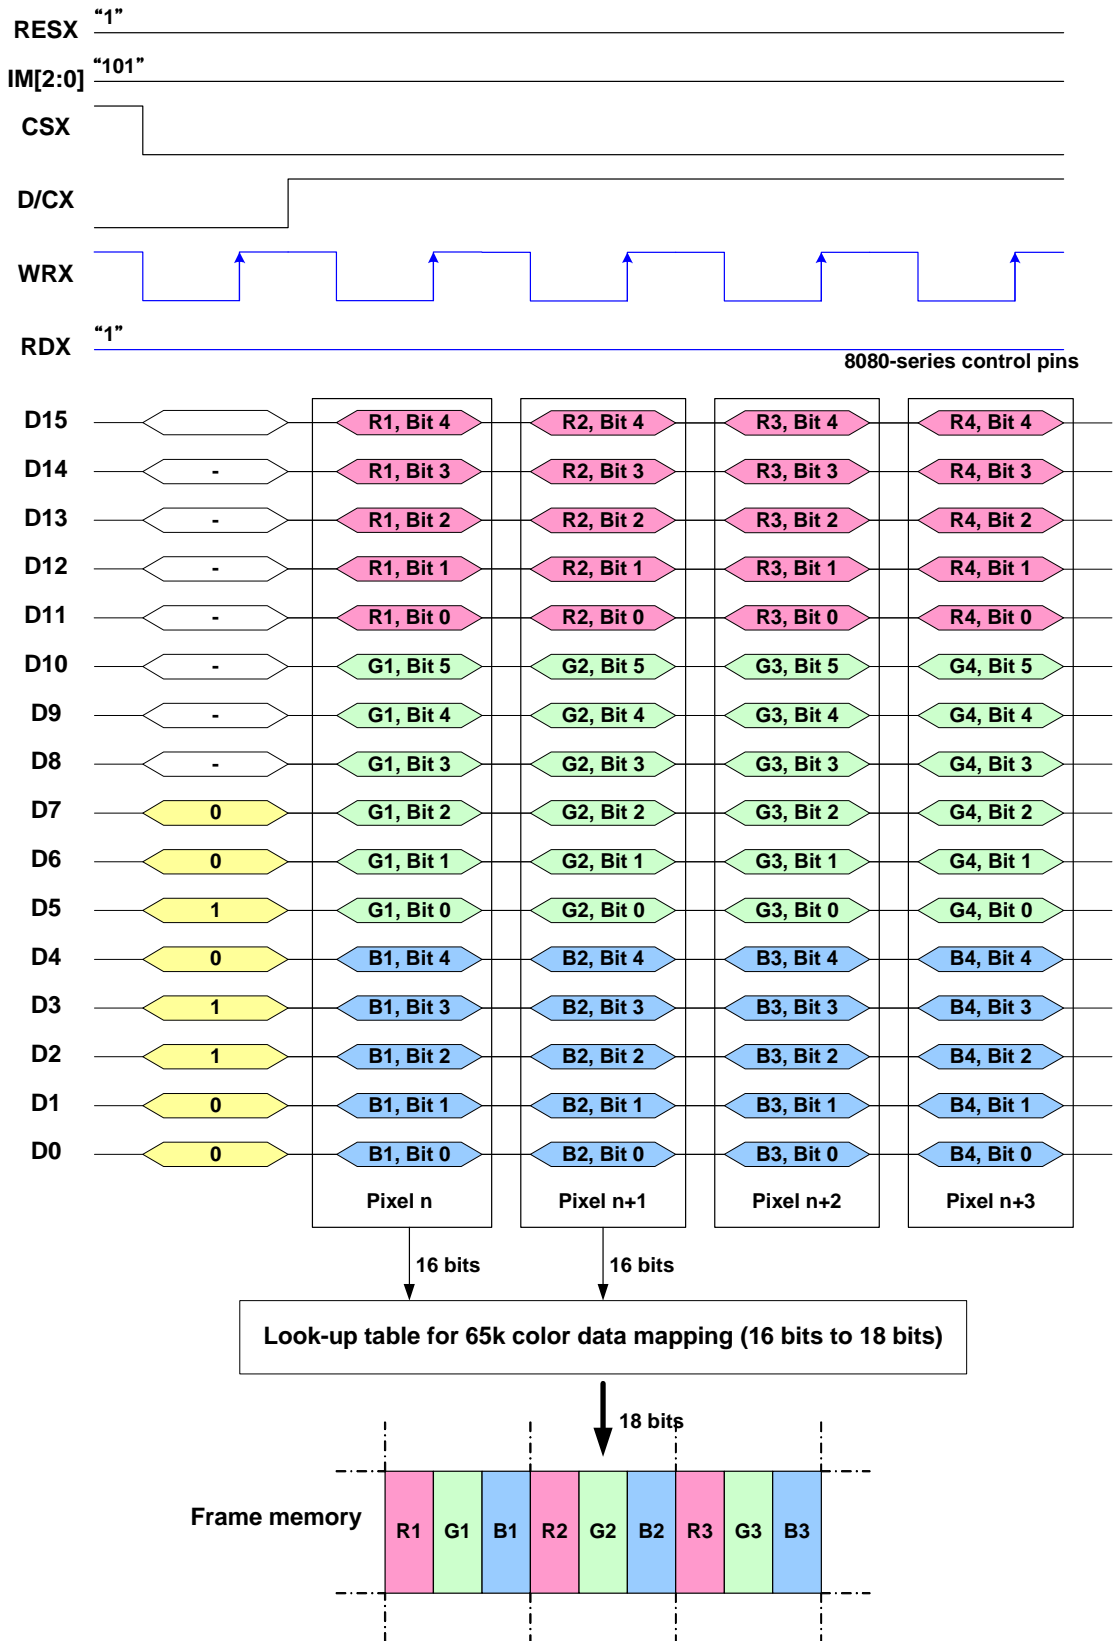 RESX "1"
IM[2:0] "101"
CSX
D/CX
WRX
RDX "1"
8080-series control pins
D15 R1, Bit 4 R2, Bit 4 R3, Bit 4 R4, Bit 4
D14 - R1, Bit 3 R2, Bit 3 R3, Bit 3 R4, Bit 3
D13 - R1, Bit 2 R2, Bit 2 R3, Bit 2 R4, Bit 2
D12 - R1, Bit 1 R2, Bit 1 R3, Bit 1 R4, Bit 1
D11 - R1, Bit 0 R2, Bit 0 R3, Bit 0 R4, Bit 0
D10 - G1, Bit 5 G2, Bit 5 G3, Bit 5 G4, Bit 5
D9 - G1, Bit 4 G2, Bit 4 G3, Bit 4 G4, Bit 4
D8 - G1, Bit 3 G2, Bit 3 G3, Bit 3 G4, Bit 3
D7 0 G1, Bit 2 G2, Bit 2 G3, Bit 2 G4, Bit 2
D6 0 G1, Bit 1 G2, Bit 1 G3, Bit 1 G4, Bit 1
D5 1 G1, Bit 0 G2, Bit 0 G3, Bit 0 G4, Bit 0
D4 0 B1, Bit 4 B2, Bit 4 B3, Bit 4 B4, Bit 4
D3 1 B1, Bit 3 B2, Bit 3 B3, Bit 3 B4, Bit 3
D2 1 B1, Bit 2 B2, Bit 2 B3, Bit 2 B4, Bit 2
D1 0 B1, Bit 1 B2, Bit 1 B3, Bit 1 B4, Bit 1
D0 0 B1, Bit 0 B2, Bit 0 B3, Bit 0 B4, Bit 0
Pixel n Pixel n+1 Pixel n+2 Pixel n+3
16 bits 16 bits
Look-up table for 65k color data mapping (16 bits to 18 bits)
18 bits
Frame memory R1 G1 B1 R2 G2 B2 R3 G3 B3